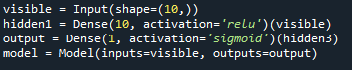 visible = Input(shape=(10,))
hidden1 = Dense(10, activation='relu')(visible)
output = Dense(1, activation='sigmoid')(hidden3)
model = Model(inputs=visible, outputs=output)